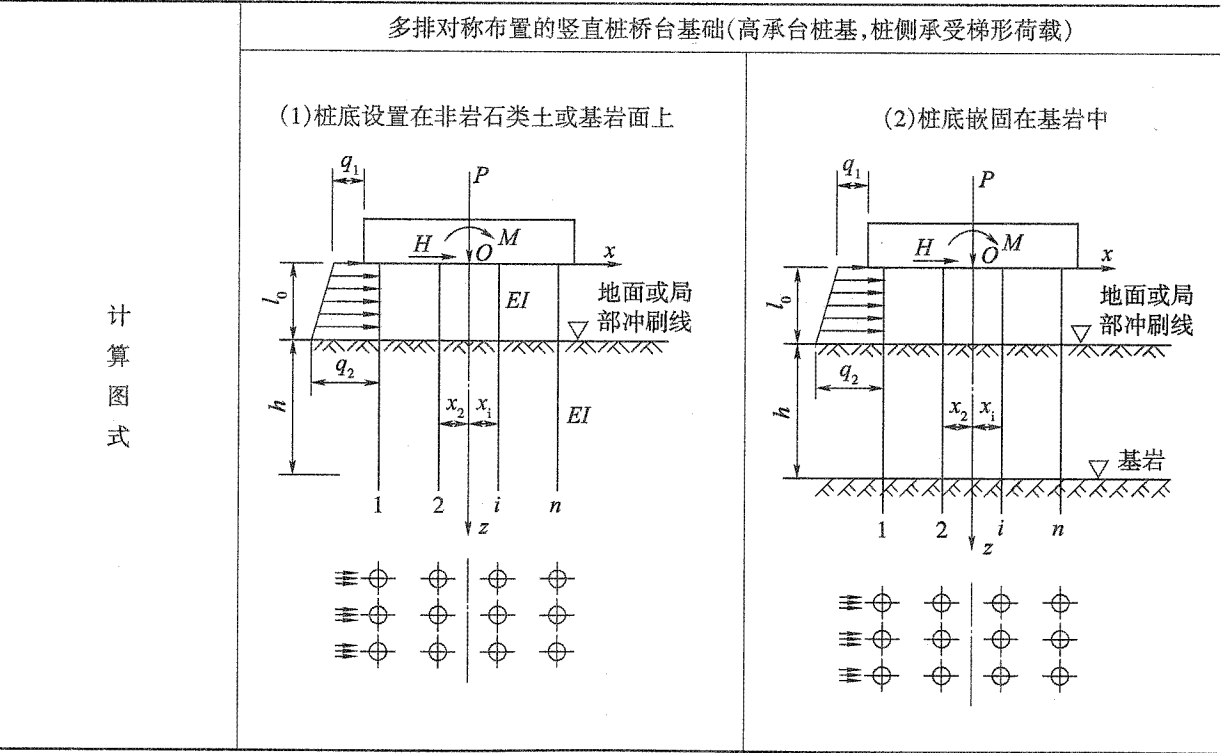 多排对称布置的竖直桩桥台基础(高承台桩基,桩侧承受梯形荷载)
计算图式
(1)桩底设置在非岩石类土或基岩面上
q₁
P
H
M
O
x
l₀
EI
地面或局
部冲刷线
q₂
h
x₂
xᵢ
EI
1
2
i
n
z
(2)桩底嵌固在基岩中
q₁
P
H
M
O
x
l₀
地面或局
部冲刷线
q₂
h
x₂
xᵢ
基岩
1
2
i
n
z